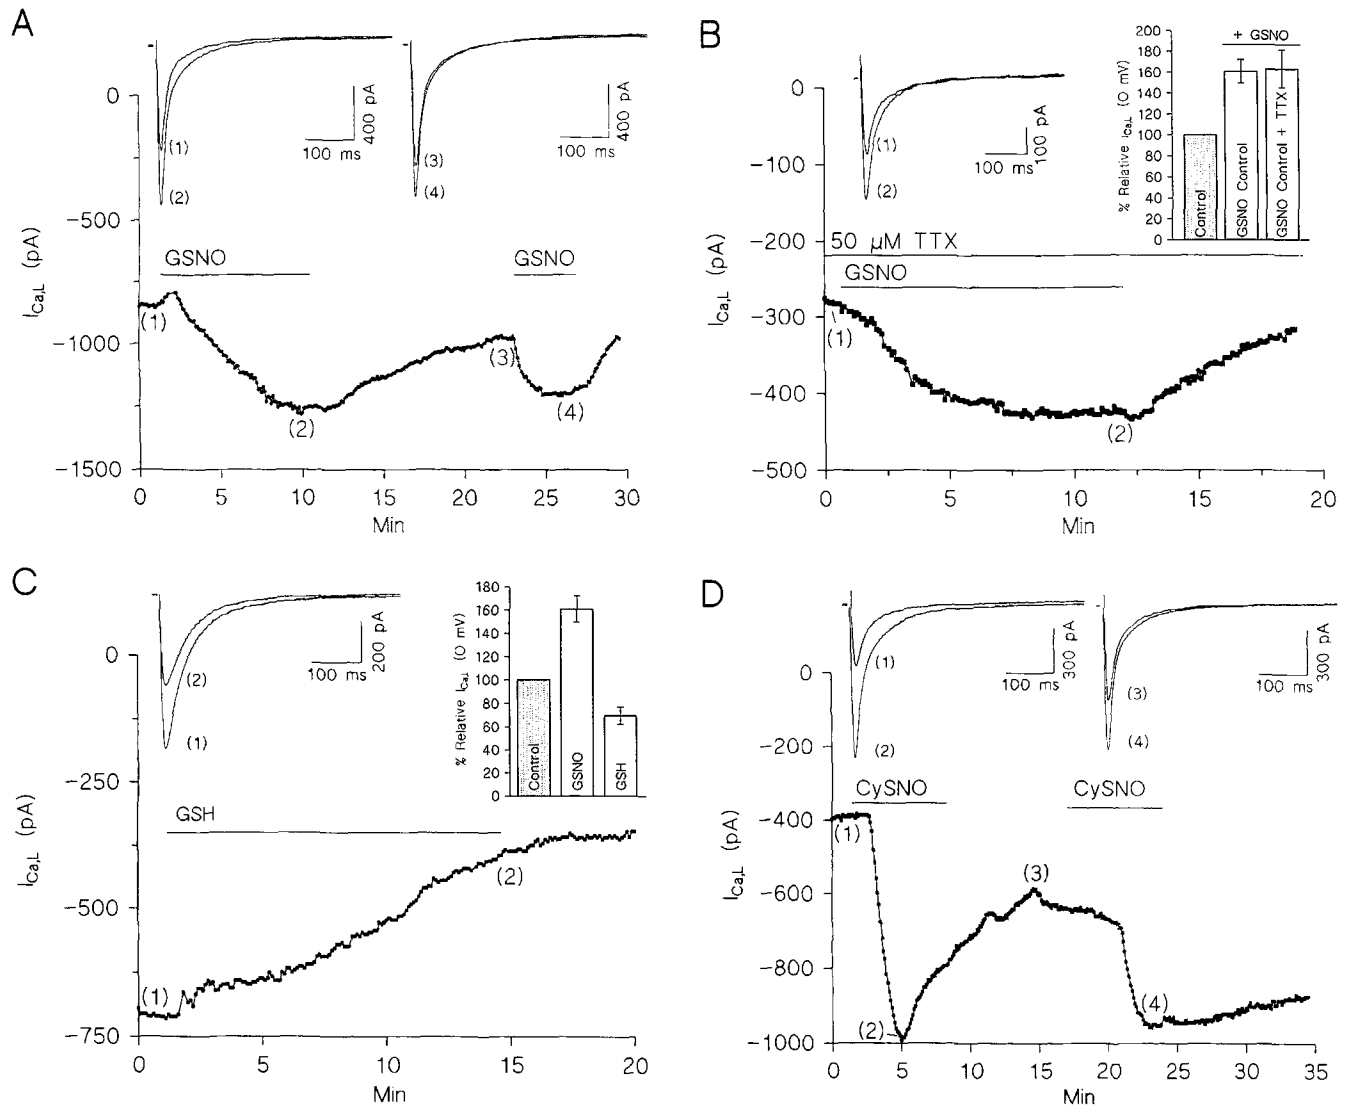 A
(1)
(2)
100 ms
400 pA
(3)
(4)
100 ms
400 pA
0
−500
−1000
−1500
I_Ca,L (pA)
GSNO
GSNO
(1)
(2)
(3)
(4)
0 5 10 15 20 25 30
Min
B
(1)
(2)
100 ms
100 pA
+ GSNO
200
180
160
140
120
100
80
60
40
20
0
% Relative I_Ca,L (0 mV)
Control
GSNO Control
GSNO Control + TTX
0
−100
−200
−300
−400
−500
I_Ca,L (pA)
50 µM TTX
GSNO
(1)
(2)
0 5 10 15 20
Min
C
(2)
(1)
100 ms
200 pA
180
160
140
120
100
80
60
40
20
0
% Relative I_Ca,L (0 mV)
Control
GSNO
GSH
0
−250
−500
−750
I_Ca,L (pA)
GSH
(1)
(2)
0 5 10 15 20
Min
D
(1)
(2)
100 ms
300 pA
(3)
(4)
100 ms
300 pA
0
−200
−400
−600
−800
−1000
I_Ca,L (pA)
CySNO
CySNO
(1)
(2)
(3)
(4)
0 5 10 15 20 25 30 35
Min